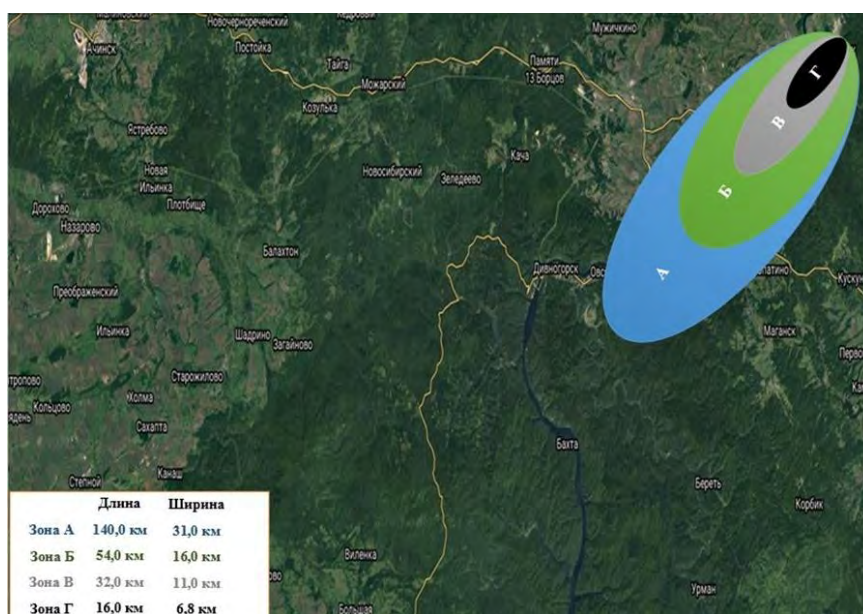 Новочернореченский
Мужичкино
Ачинск
Постойка
Тайга
Памяти
13 Борцов
Можарский
Козулька
Г
В
Б
А
Ястребово
Кача
Новая
Ильинка
Новосибирский
Зеледеево
Плотбище
Дорохово
Назарово
Балахтон
Дивногорск
Преображенский
Маганск
Ильинка
Шадрино
Загайново
Старожилово
Колма
Кольцово
Сахапта
Бахта
Канаш
Степной
Береть
Корбик
Виленка
Урман
Большая
Длина Ширина
Зона А 140,0 км 31,0 км
Зона Б 54,0 км 16,0 км
Зона В 32,0 км 11,0 км
Зона Г 16,0 км 6,8 км